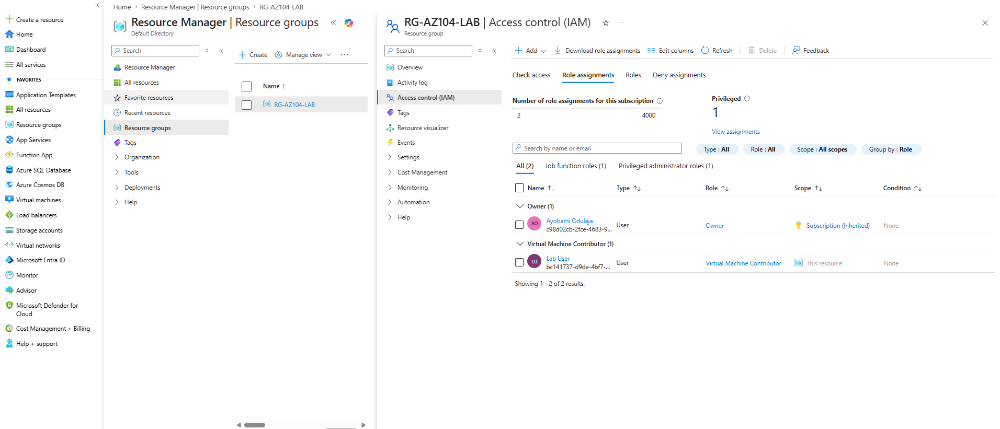 Create a resource
Home
Dashboard
All services
FAVORITES
Application Templates
All resources
Resource groups
App Services
Function App
Azure SQL Database
Azure Cosmos DB
Virtual machines
Load balancers
Storage accounts
Virtual networks
Microsoft Entra ID
Monitor
Advisor
Microsoft Defender for
Cloud
Cost Management + Billing
Help + support
Home > Resource Manager | Resource groups > RG-AZ104-LAB
Resource Manager | Resource groups
Default Directory
Search
Resource Manager
All resources
Favorite resources
Recent resources
Resource groups
Tags
Organization
Tools
Deployments
Help
Create Manage view ...
Name ↑
RG-AZ104-LAB
RG-AZ104-LAB | Access control (IAM) ...
Resource group
Search
Overview
Activity log
Access control (IAM)
Tags
Resource visualizer
Events
Settings
Cost Management
Monitoring
Automation
Help
Add Download role assignments Edit columns Refresh Delete Feedback
Check access Role assignments Roles Deny assignments
Number of role assignments for this subscription
2 4000
Privileged
1
View assignments
Search by name or email
Type : All Role : All Scope : All scopes Group by : Role
All (2) Job function roles (1) Privileged administrator roles (1)
Name ↑↓ Type ↑↓ Role ↑↓ Scope ↑↓ Condition ↑↓
Owner (1)
AO Ayobami Odulaja
c98d02cb-2fce-4683-9... User Owner Subscription (Inherited) None
Virtual Machine Contributor (1)
LU Lab User
bc141737-d9de-4bf7-... User Virtual Machine Contributor This resource None
Showing 1 - 2 of 2 results.